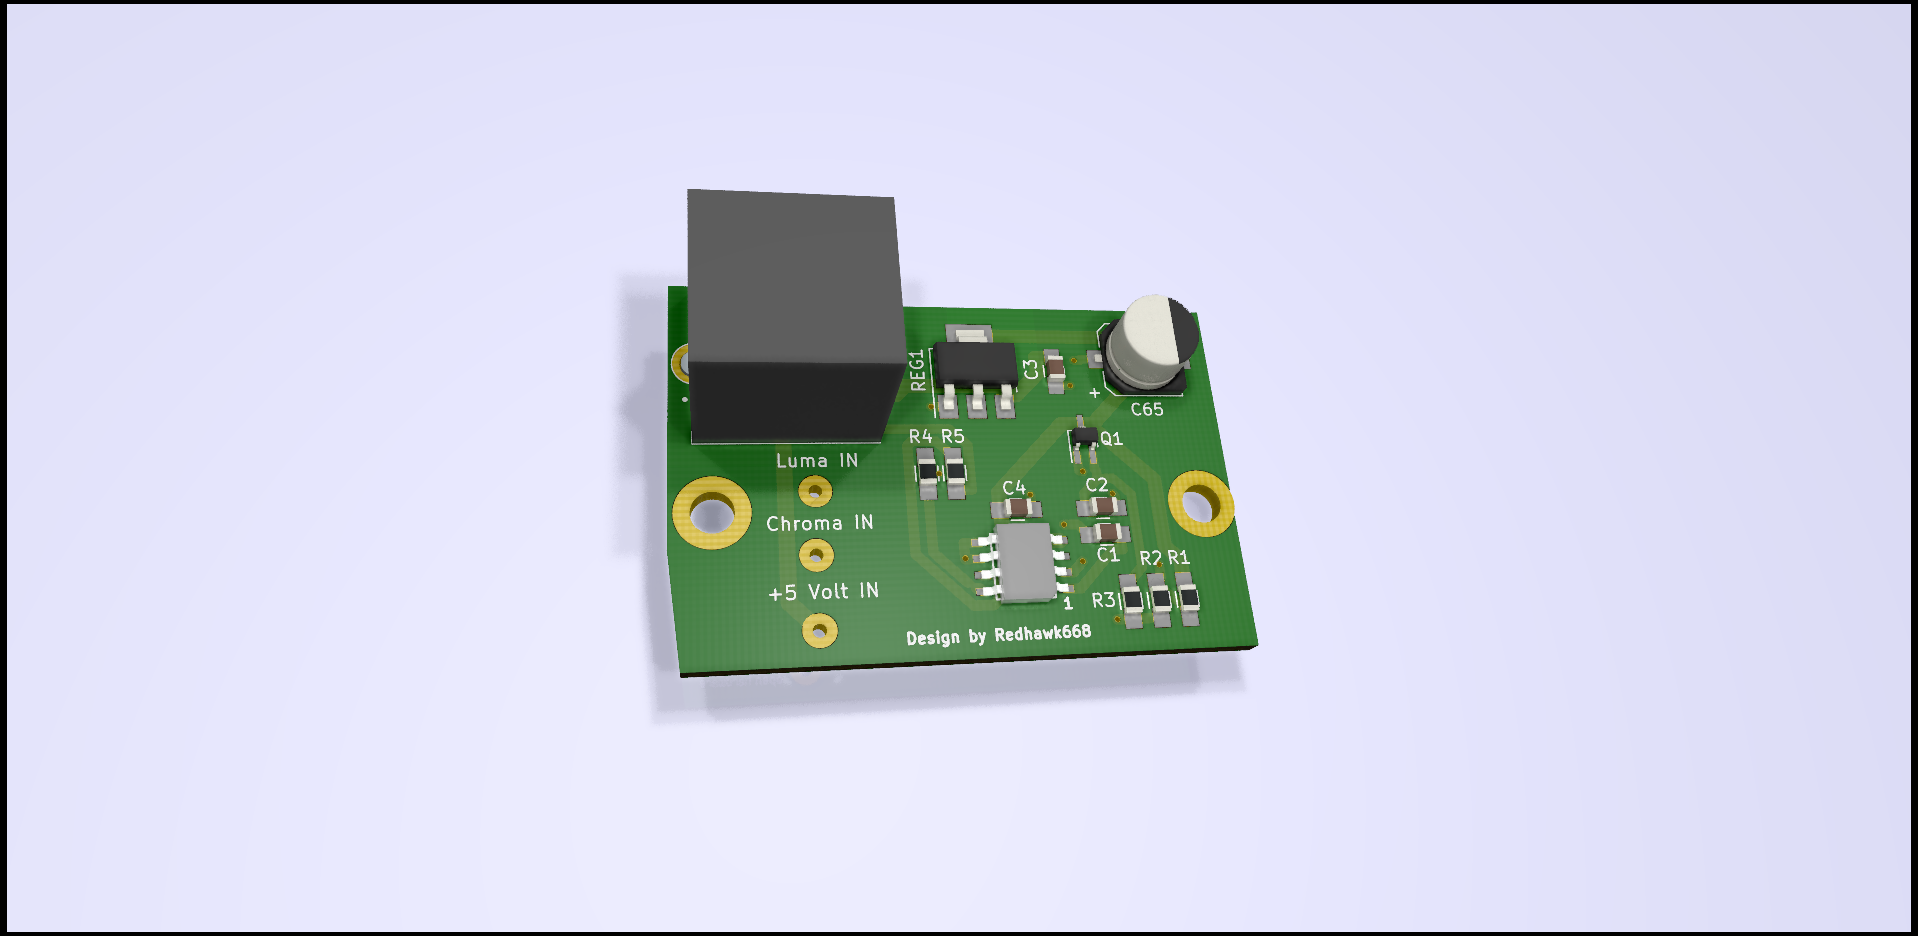 REG1
C3
+
C65
R4 R5
Q1
Luma IN
C4
C2
Chroma IN
C1
R2 R1
+5 Volt IN
R3
1
Design by Redhawk668